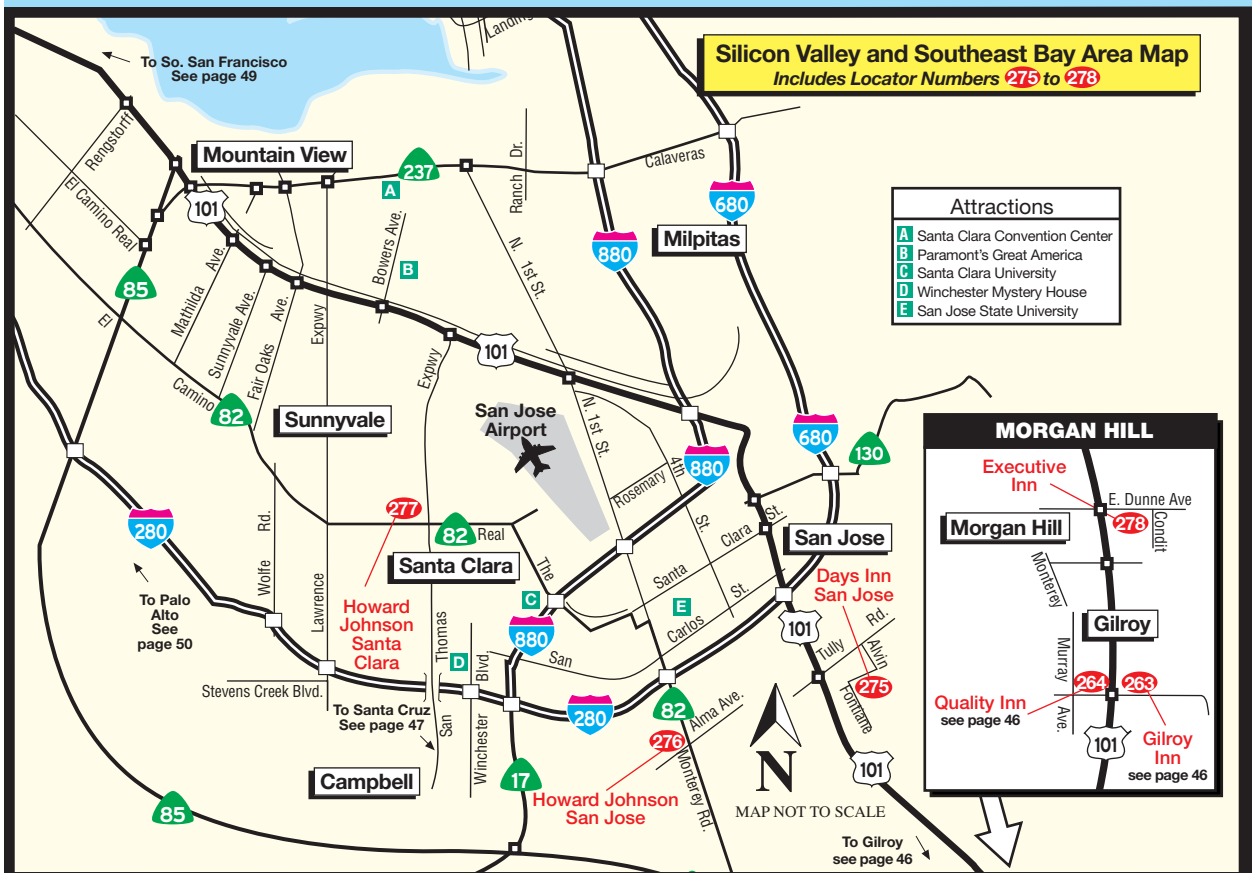 Landing
To So. San Francisco
See page 49
Silicon Valley and Southeast Bay Area Map
Includes Locator Numbers 275 to 278
Rengstorff
Mountain View
237
A
Ranch Dr.
Calaveras
El Camino Real
101
680
Attractions
A Santa Clara Convention Center
B Paramont's Great America
C Santa Clara University
D Winchester Mystery House
E San Jose State University
880
Milpitas
Bowers Ave.
B
N. 1st St.
85
Mathilda Ave.
Sunnyvale Ave.
Fair Oaks Ave.
Expwy
101
Expwy
El Camino
82
Sunnyvale
San Jose
Airport
N. 1st St.
4th St.
Rosemary
880
680
130
280
277
82
Real
Santa Clara
The
Santa Clara St.
San Jose
Wolfe Rd.
Lawrence
To Palo
Alto
See
page 50
Howard
Johnson
Santa
Clara
Thomas
C
880
E
San Carlos St.
Days Inn
San Jose
101
Tully Rd.
Alvin
275
Fontiane
D
Blvd.
Stevens Creek Blvd.
To Santa Cruz
See page 47
San
Winchester
280
82
Alma Ave.
276
Monterey Rd.
N
MAP NOT TO SCALE
Campbell
17
Howard Johnson
San Jose
101
85
To Gilroy
see page 46
MORGAN HILL
Executive
Inn
E. Dunne Ave
278
Condit
Morgan Hill
Monterey
Gilroy
Murray Ave.
264
263
Quality Inn
see page 46
101
Gilroy
Inn
see page 46